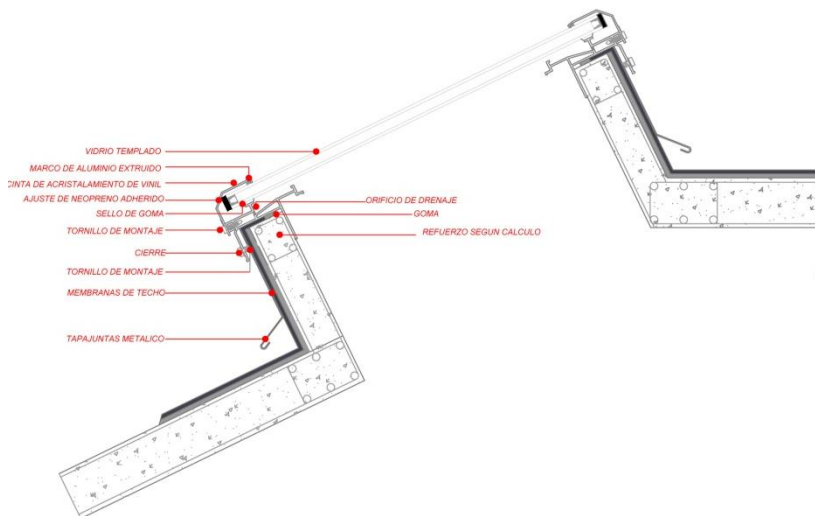 VIDRIO TEMPLADO
MARCO DE ALUMINIO EXTRUIDO
CINTA DE ACRISTALAMIENTO DE VINIL
AJUSTE DE NEOPRENO ADHERIDO
SELLO DE GOMA
TORNILLO DE MONTAJE
CIERRE
TORNILLO DE MONTAJE
MEMBRANAS DE TECHO
TAPAJUNTAS METALICO
ORIFICIO DE DRENAJE
GOMA
REFUERZO SEGUN CALCULO